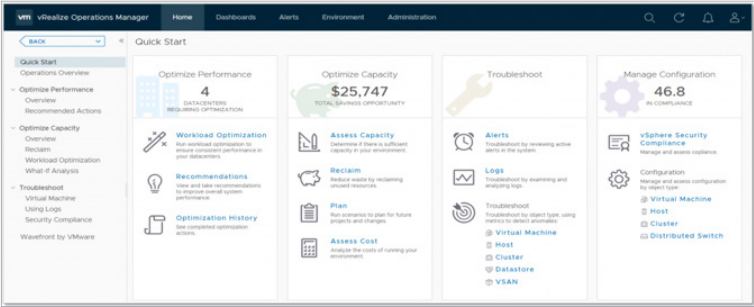 vm vRealize Operations Manager Home Dashboards Alerts Environment Administration
BACK
Quick Start
Quick Start
Operations Overview
Optimize Performance
Overview
Recommended Actions
Optimize Capacity
Overview
Reclaim
Workload Optimization
What-If Analysis
Troubleshoot
Virtual Machine
Using Logs
Security Compliance
Wavefront by VMware
Optimize Performance
4
DATACENTERS
REQUIRING OPTIMIZATION
Workload Optimization
Run workload optimization to
ensure consistent performance in
your datacenters.
Recommendations
View and take recommendations
to improve overall system
performance.
Optimization History
See completed optimization
actions.
Optimize Capacity
$25,747
TOTAL SAVINGS OPPORTUNITY
Assess Capacity
Determine if there is sufficient
capacity in your environment.
Reclaim
Reduce waste by reclaiming
unused resources.
Plan
Run scenarios to plan for future
projects and changes.
Assess Cost
Analyze the costs of running your
environment.
Troubleshoot
Alerts
Troubleshoot by reviewing active
alerts in the system.
Logs
Troubleshoot by examining and
analyzing logs.
Troubleshoot
Troubleshoot by object type, using
metrics to detect anomalies:
Virtual Machine
Host
Cluster
Datastore
VSAN
Manage Configuration
46.8
IN COMPLIANCE
vSphere Security
Compliance
Manage and assess
Configuration
Manage and assess configuration
by object type:
Virtual Machine
Host
Cluster
Distributed Switch